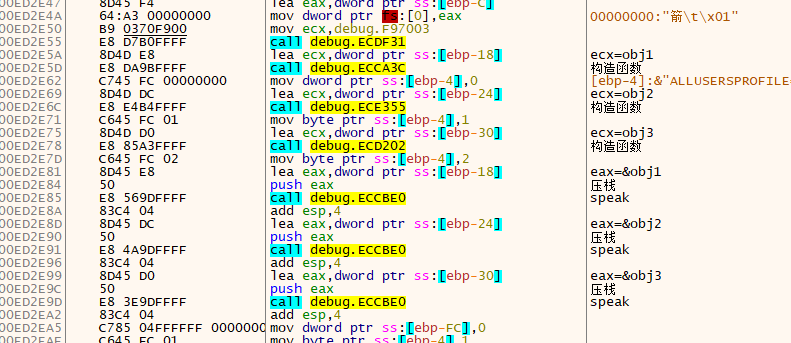 00ED2E47 8D45 F4 lea eax,dword ptr ss:[ebp-C]
00ED2E4A 64:A3 00000000 mov dword ptr fs:[0],eax 00000000:"箭\t\x01"
00ED2E50 B9 0370F900 mov ecx,debug.F97003
00ED2E55 E8 D7B0FFFF call debug.ECDF31
00ED2E5A 8D4D E8 lea ecx,dword ptr ss:[ebp-18] ecx=obj1
00ED2E5D E8 DA9BFFFF call debug.ECCA3C 构造函数
00ED2E62 C745 FC 00000000 mov dword ptr ss:[ebp-4],0 [ebp-4]:&"ALLUSERSPROFILE
00ED2E69 8D4D DC lea ecx,dword ptr ss:[ebp-24] ecx=obj2
00ED2E6C E8 E4B4FFFF call debug.ECE355 构造函数
00ED2E71 C645 FC 01 mov byte ptr ss:[ebp-4],1
00ED2E75 8D4D D0 lea ecx,dword ptr ss:[ebp-30] ecx=obj3
00ED2E78 E8 85A3FFFF call debug.ECD202 构造函数
00ED2E7D C645 FC 02 mov byte ptr ss:[ebp-4],2
00ED2E81 8D45 E8 lea eax,dword ptr ss:[ebp-18] eax=&obj1
00ED2E84 50 push eax 压栈
00ED2E85 E8 569DFFFF call debug.ECCBE0 speak
00ED2E8A 83C4 04 add esp,4
00ED2E8D 8D45 DC lea eax,dword ptr ss:[ebp-24] eax=&obj2
00ED2E90 50 push eax 压栈
00ED2E91 E8 4A9DFFFF call debug.ECCBE0 speak
00ED2E96 83C4 04 add esp,4
00ED2E99 8D45 D0 lea eax,dword ptr ss:[ebp-30] eax=&obj3
00ED2E9C 50 push eax 压栈
00ED2E9D E8 3E9DFFFF call debug.ECCBE0 speak
00ED2EA2 83C4 04 add esp,4
00ED2EA5 C785 04FFFFFF 0000000 mov dword ptr ss:[ebp-FC],0
00ED2EAF C645 FC 01 mov byte ptr ss:[ebp-4],1